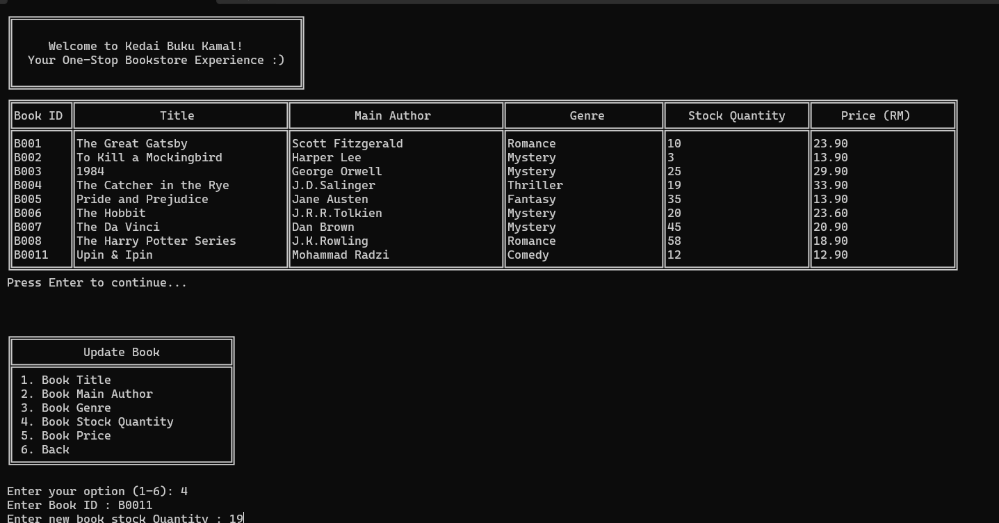 Welcome to Kedai Buku Kamal!
Your One-Stop Bookstore Experience :)
Book ID Title Main Author Genre Stock Quantity Price (RM)
B001 The Great Gatsby Scott Fitzgerald Romance 10 23.90
B002 To Kill a Mockingbird Harper Lee Mystery 3 13.90
B003 1984 George Orwell Mystery 25 29.90
B004 The Catcher in the Rye J.D.Salinger Thriller 19 33.90
B005 Pride and Prejudice Jane Austen Fantasy 35 13.90
B006 The Hobbit J.R.R.Tolkien Mystery 20 23.60
B007 The Da Vinci Dan Brown Mystery 45 20.90
B008 The Harry Potter Series J.K.Rowling Romance 58 18.90
B0011 Upin & Ipin Mohammad Radzi Comedy 12 12.90
Press Enter to continue...
Update Book
1. Book Title
2. Book Main Author
3. Book Genre
4. Book Stock Quantity
5. Book Price
6. Back
Enter your option (1-6): 4
Enter Book ID : B0011
Enter new book stock Quantity : 19